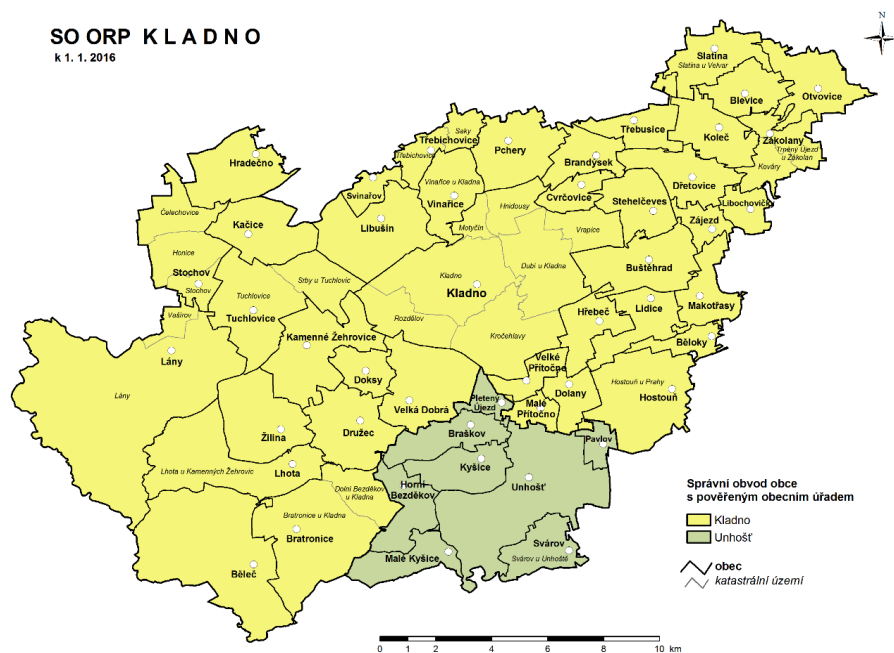 SO ORP KLADNO
k 1. 1. 2016
N
Slatina
Slatina u Velvar
Blevice
Otvovice
Třebusice
Koleč
Zákolany
Trněný Újezd
u Zákolan
Kováry
Saky
Třebichovice
Třebichovice
Pchery
Brandýsek
Hradečno
Svinařov
Vinařice u Kladna
Vinařice
Cvrčovice
Dřetovice
Stehelčeves
Libochovičky
Zájezd
Čelechovice
Kačice
Libušín
Motyčín
Hnidousy
Vrapice
Honice
Stochov
Stochov
Srby u Tuchlovic
Kladno
Kladno
Dubí u Kladna
Buštěhrad
Tuchlovice
Tuchlovice
Vašírov
Rozdělov
Kročehlavy
Hřebeč
Lidice
Makotřasy
Běloky
Kamenné Žehrovice
Lány
Lány
Doksy
Velké
Přítočno
Velká Dobrá
Pletený
Újezd
Malé
Přítočno
Dolany
Hostouň u Prahy
Hostouň
Žilina
Družec
Braškov
Pavlov
Lhota u Kamenných Žehrovic
Lhota
Kyšice
Horní
Bezděkov
Unhošť
Dolní Bezděkov
u Kladna
Bratronice u Kladna
Bratronice
Malé Kyšice
Svárov
Svárov u Unhoště
Běleč
Správní obvod obce
s pověřeným obecním úřadem
Kladno
Unhošť
obec
katastrální území
0 1 2 4 6 8 10 km